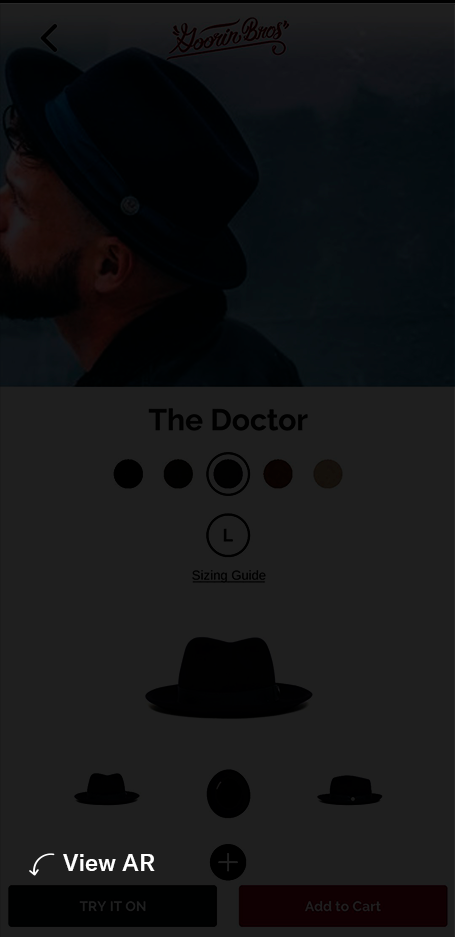 Goorin Bros
The Doctor
L
Sizing Guide
View AR
TRY IT ON
Add to Cart